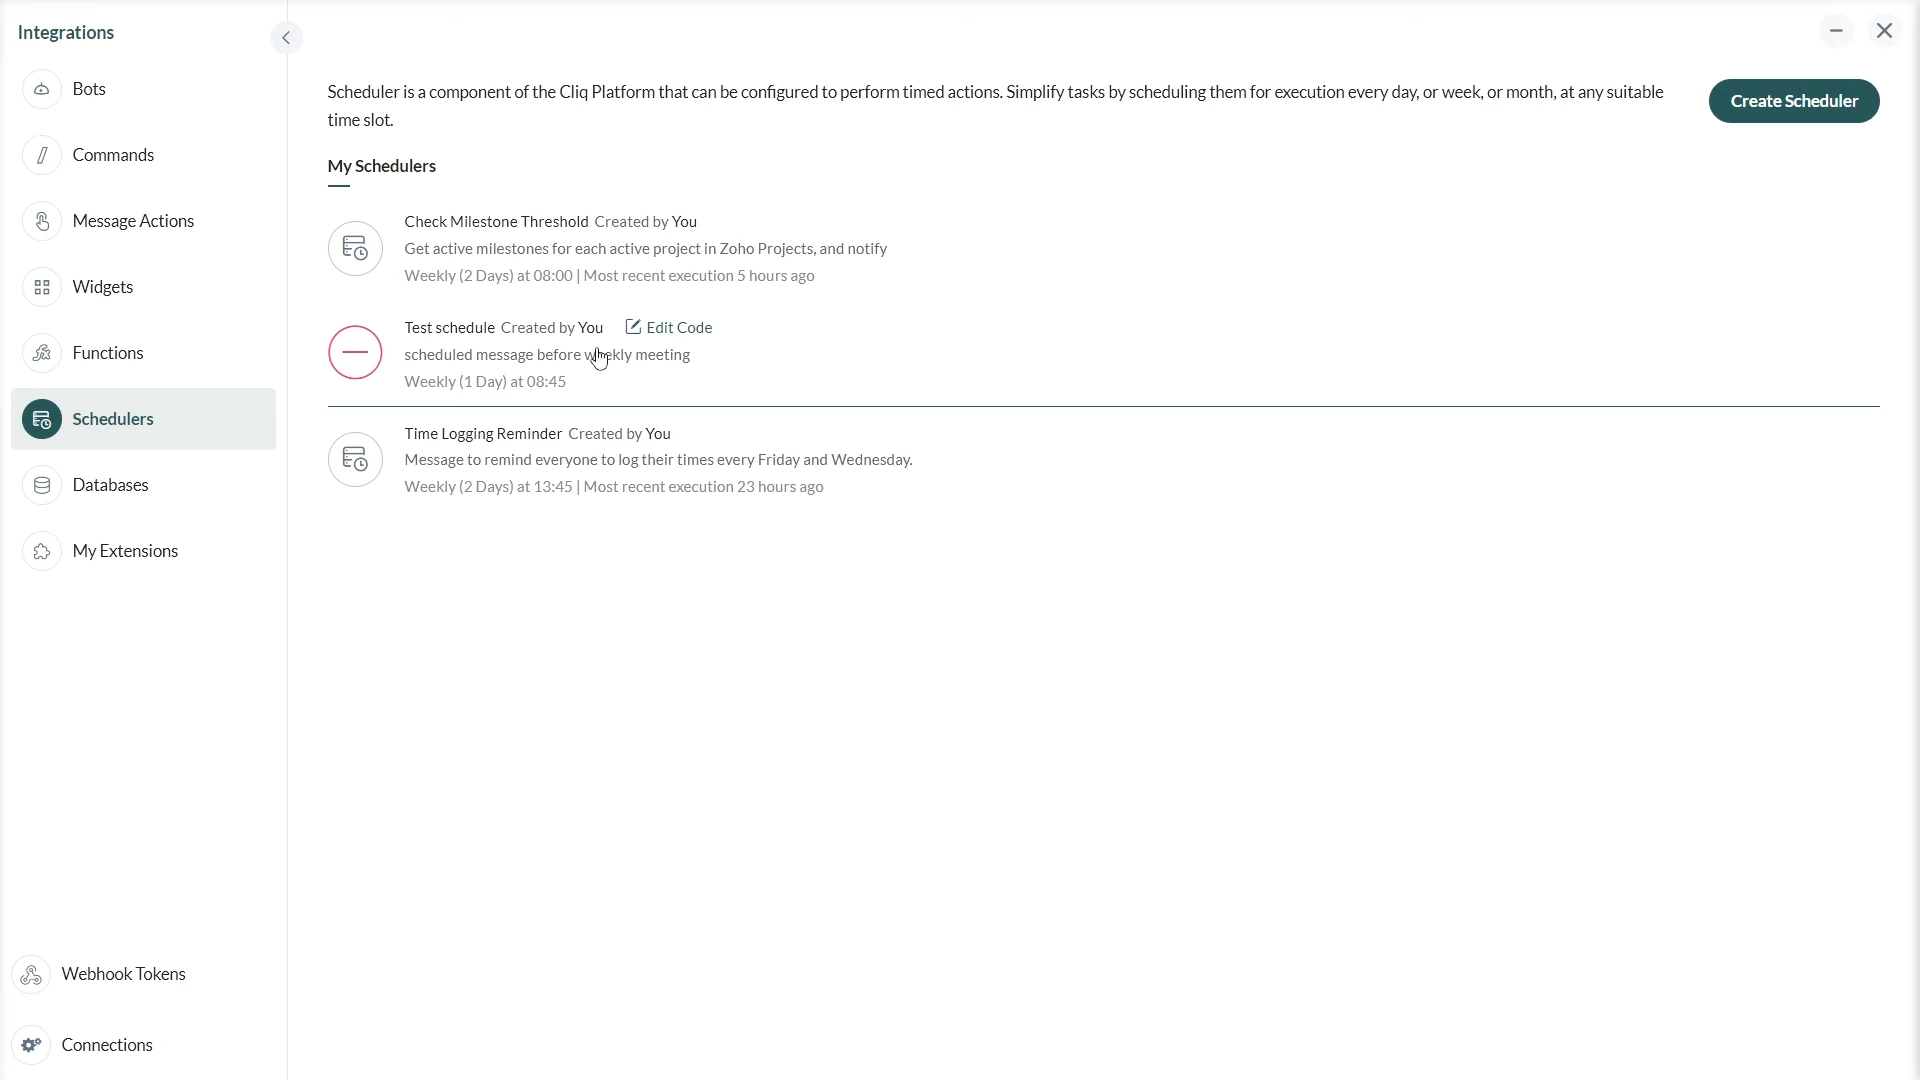 Integrations
Bots
Commands
Message Actions
Widgets
Functions
Schedulers
Databases
My Extensions
Webhook Tokens
Connections
Scheduler is a component of the Cliq Platform that can be configured to perform timed actions. Simplify tasks by scheduling them for execution every day, or week, or month, at any suitable
time slot.
Create Scheduler
My Schedulers
Check Milestone Threshold Created by You
Get active milestones for each active project in Zoho Projects, and notify
Weekly (2 Days) at 08:00 | Most recent execution 5 hours ago
Test schedule Created by You Edit Code
scheduled message before weekly meeting
Weekly (1 Day) at 08:45
Time Logging Reminder Created by You
Message to remind everyone to log their times every Friday and Wednesday.
Weekly (2 Days) at 13:45 | Most recent execution 23 hours ago